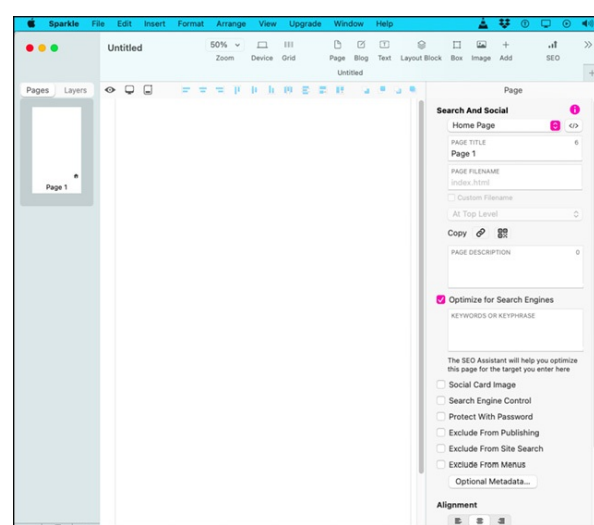 Sparkle File Edit Insert Format Arrange View Upgrade Window Help
Untitled
50%
Zoom Device Grid Page Blog Text Layout Block Box Image Add SEO
Untitled
Pages Layers
Page
Page 1
Search And Social
Home Page
PAGE TITLE 6
Page 1
PAGE FILENAME
index.html
Custom Filename
At Top Level
Copy
PAGE DESCRIPTION 0
Optimize for Search Engines
KEYWORDS OR KEYPHRASE
The SEO Assistant will help you optimize
this page for the target you enter here
Social Card Image
Search Engine Control
Protect With Password
Exclude From Publishing
Exclude From Site Search
Exclude From Menus
Optional Metadata...
Alignment